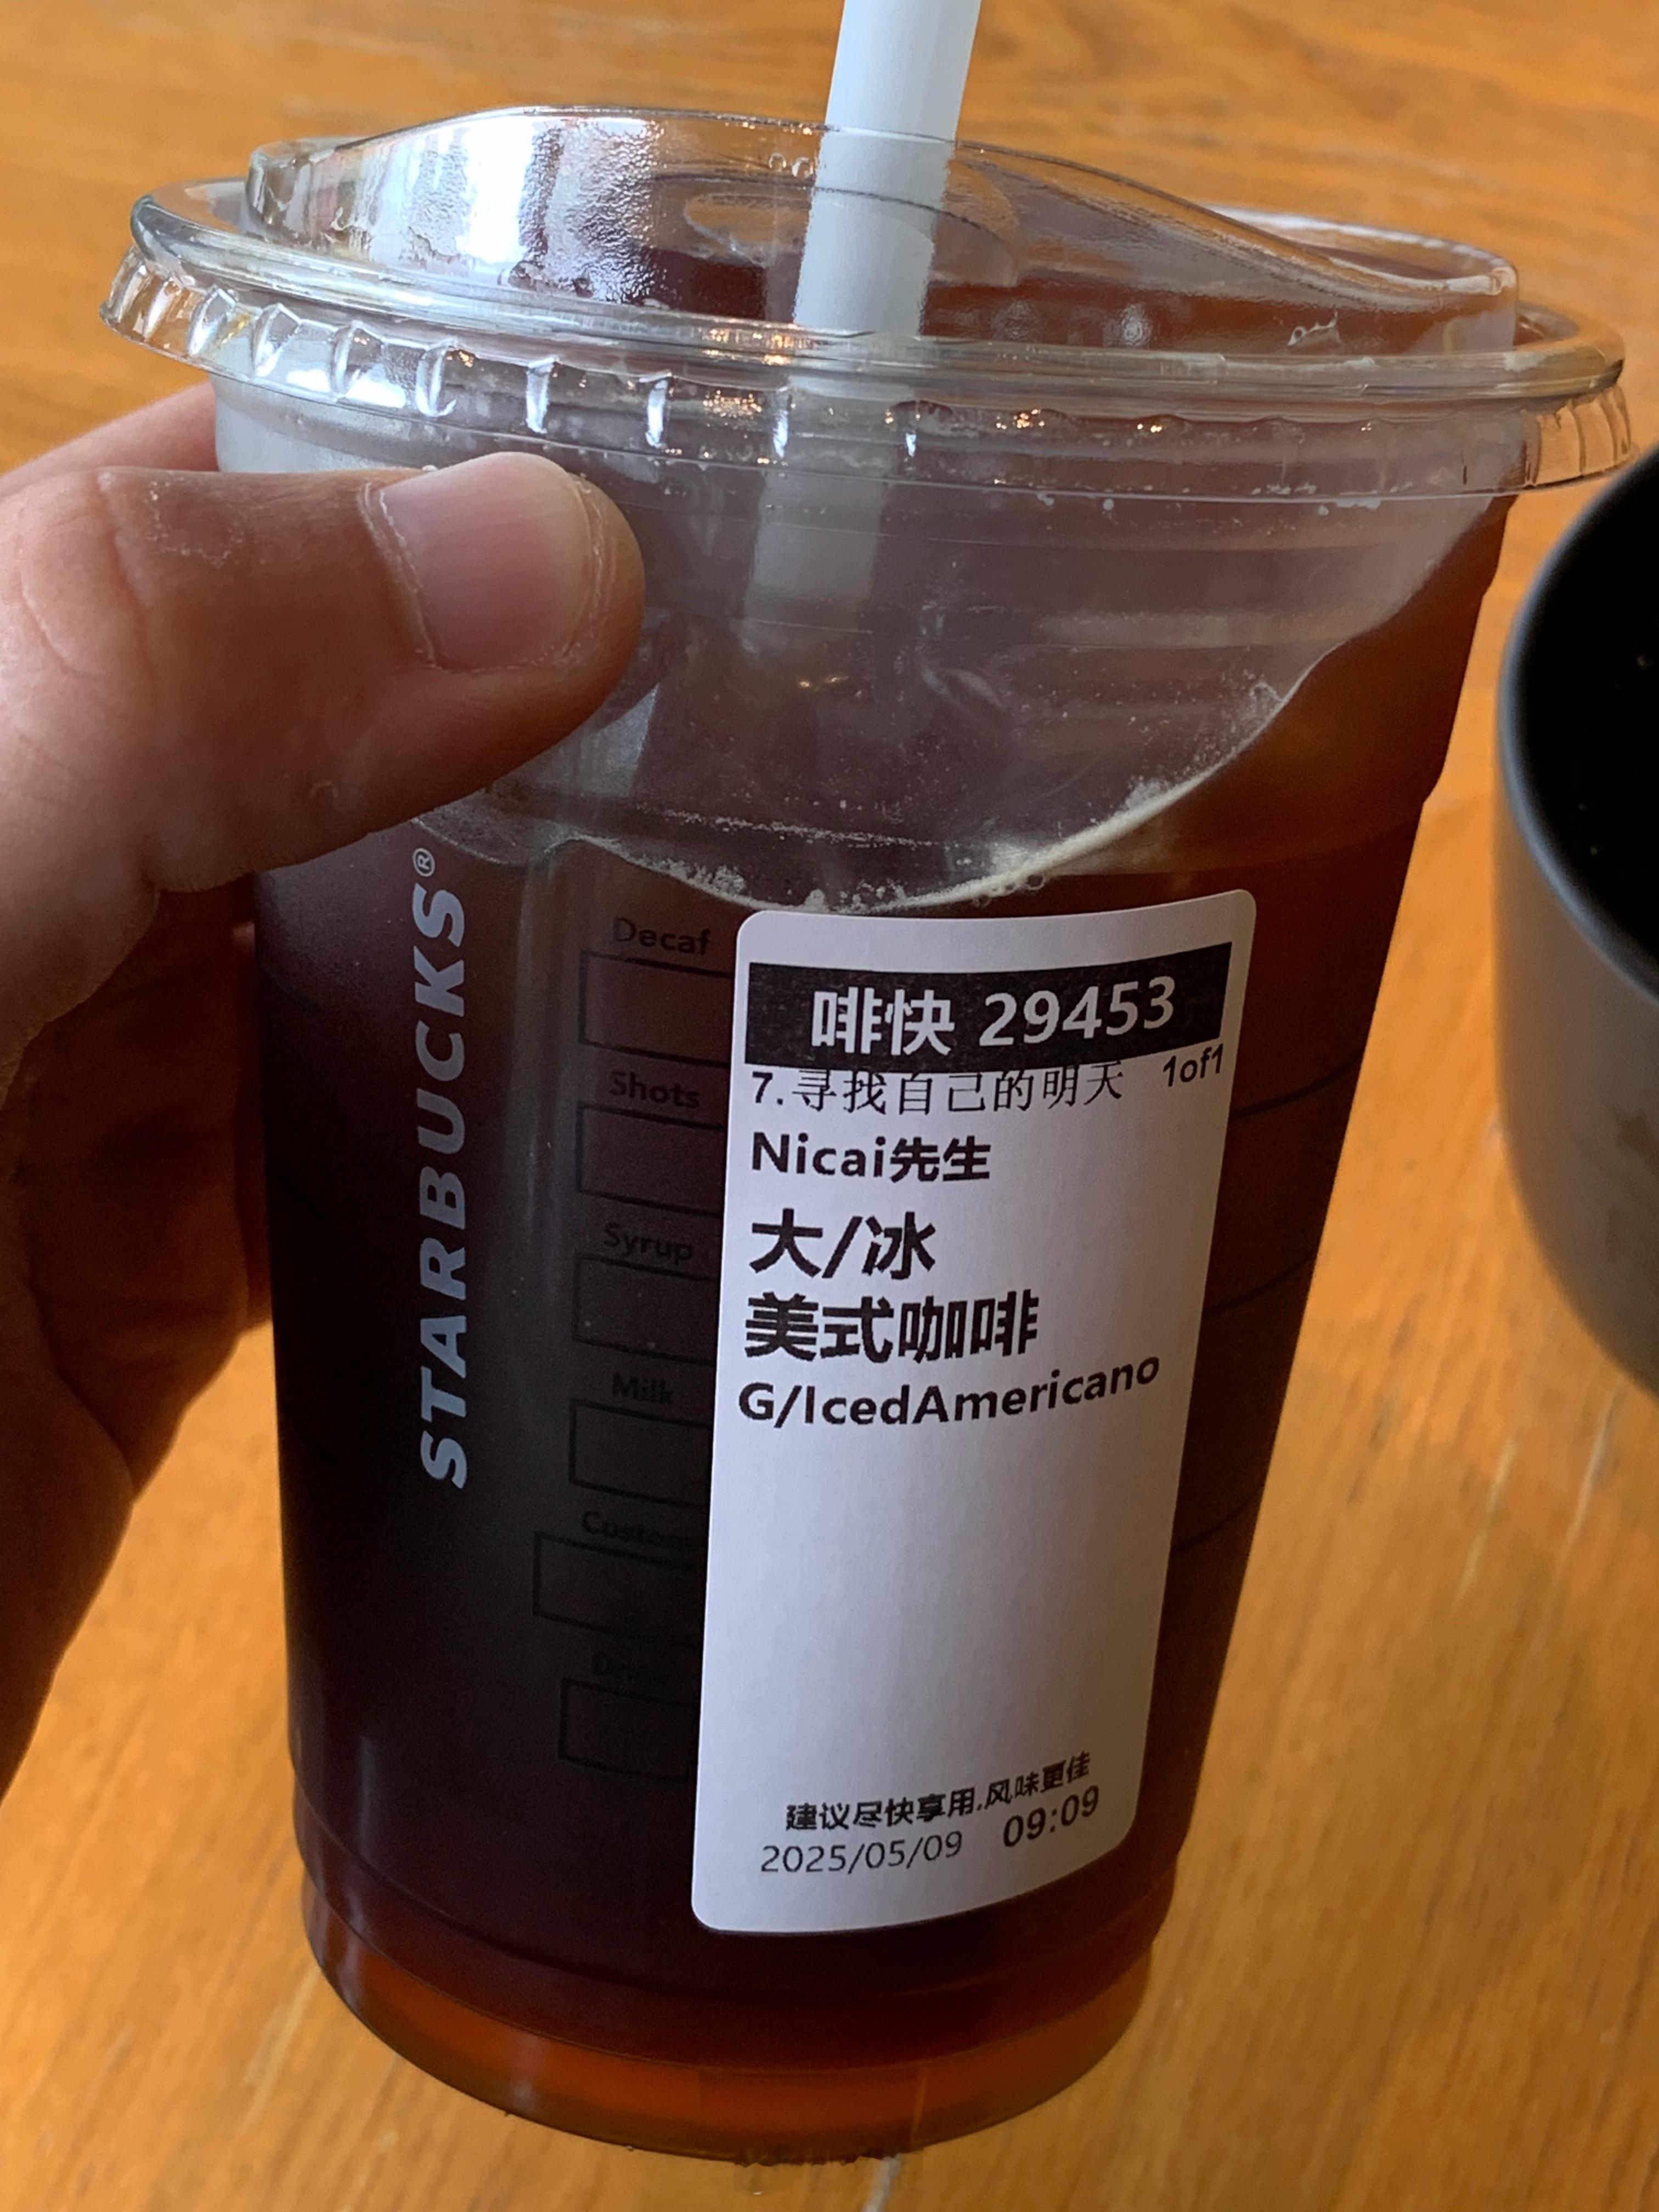 STARBUCKS®
Decaf
Shots
Syrup
Milk
Custom
啡快 29453
7.寻找自己的明天 1of1
Nicai先生
大/冰
美式咖啡
G/IcedAmericano
建议尽快享用,风味更佳
2025/05/09 09:09